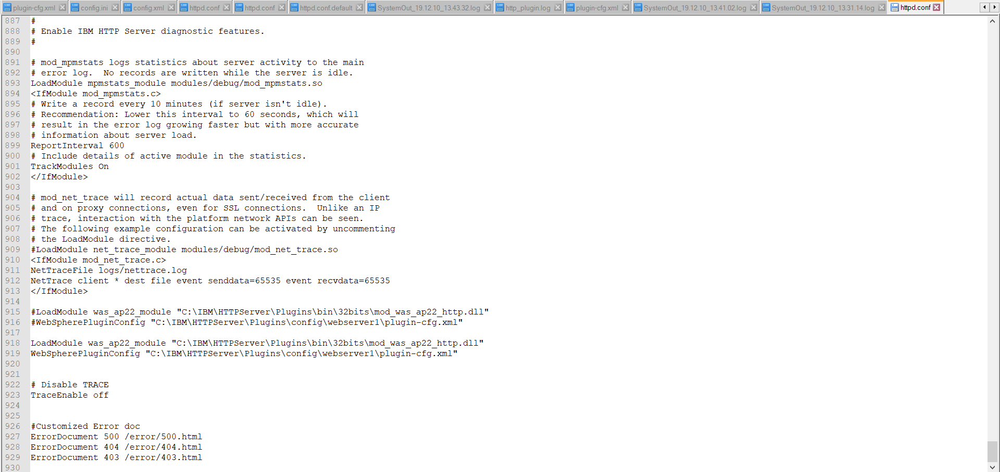 plugin-cfg.xml config.ini config.xml httpd.conf httpd.conf httpd.conf.default SystemOut_19.12.10_13.43.32.log http_plugin.log plugin-cfg.xml SystemOut_19.12.10_13.41.02.log SystemOut_19.12.10_13.31.14.log httpd.conf
887 #
888 # Enable IBM HTTP Server diagnostic features.
889 #
890
891 # mod_mpmstats logs statistics about server activity to the main
892 # error log.  No records are written while the server is idle.
893 LoadModule mpmstats_module modules/debug/mod_mpmstats.so
894 <IfModule mod_mpmstats.c>
895 # Write a record every 10 minutes (if server isn't idle).
896 # Recommendation: Lower this interval to 60 seconds, which will
897 # result in the error log growing faster but with more accurate
898 # information about server load.
899 ReportInterval 600
900 # Include details of active module in the statistics.
901 TrackModules On
902 </IfModule>
903
904 # mod_net_trace will record actual data sent/received from the client
905 # and on proxy connections, even for SSL connections.  Unlike an IP
906 # trace, interaction with the platform network APIs can be seen.
907 # The following example configuration can be activated by uncommenting
908 # the LoadModule directive.
909 #LoadModule net_trace_module modules/debug/mod_net_trace.so
910 <IfModule mod_net_trace.c>
911 NetTraceFile logs/nettrace.log
912 NetTrace client * dest file event senddata=65535 event recvdata=65535
913 </IfModule>
914
915 #LoadModule was_ap22_module "C:\IBM\HTTPServer\Plugins\bin\32bits\mod_was_ap22_http.dll"
916 #WebSpherePluginConfig "C:\IBM\HTTPServer\Plugins\config\webserver1\plugin-cfg.xml"
917
918 LoadModule was_ap22_module "C:\IBM\HTTPServer\Plugins\bin\32bits\mod_was_ap22_http.dll"
919 WebSpherePluginConfig "C:\IBM\HTTPServer\Plugins\config\webserver1\plugin-cfg.xml"
920
921
922 # Disable TRACE
923 TraceEnable off
924
925
926 #Customized Error doc
927 ErrorDocument 500 /error/500.html
928 ErrorDocument 404 /error/404.html
929 ErrorDocument 403 /error/403.html
930